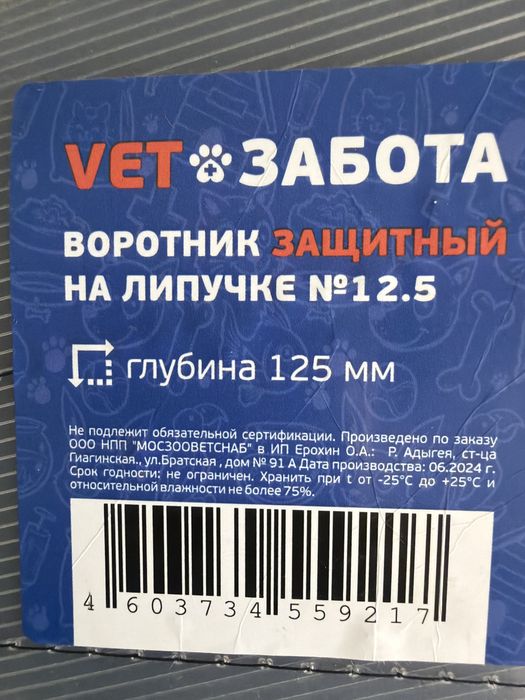 VET ЗАБОТА
ВОРОТНИК ЗАЩИТНЫЙ
НА ЛИПУЧКЕ №12.5
глубина 125 мм
Не подлежит обязательной сертификации. Произведено по заказу
ООО НПП "МОСЗООВЕТСНАБ" в ИП Ерохин О.А.: Р. Адыгея, ст-ца
Гиагинская., ул.Братская , дом № 91 А Дата производства: 06.2024 г.
Срок годности: не ограничен. Хранить при t от -25°С до +25°С и
относительной влажности не более 75%.
4 603734 559217